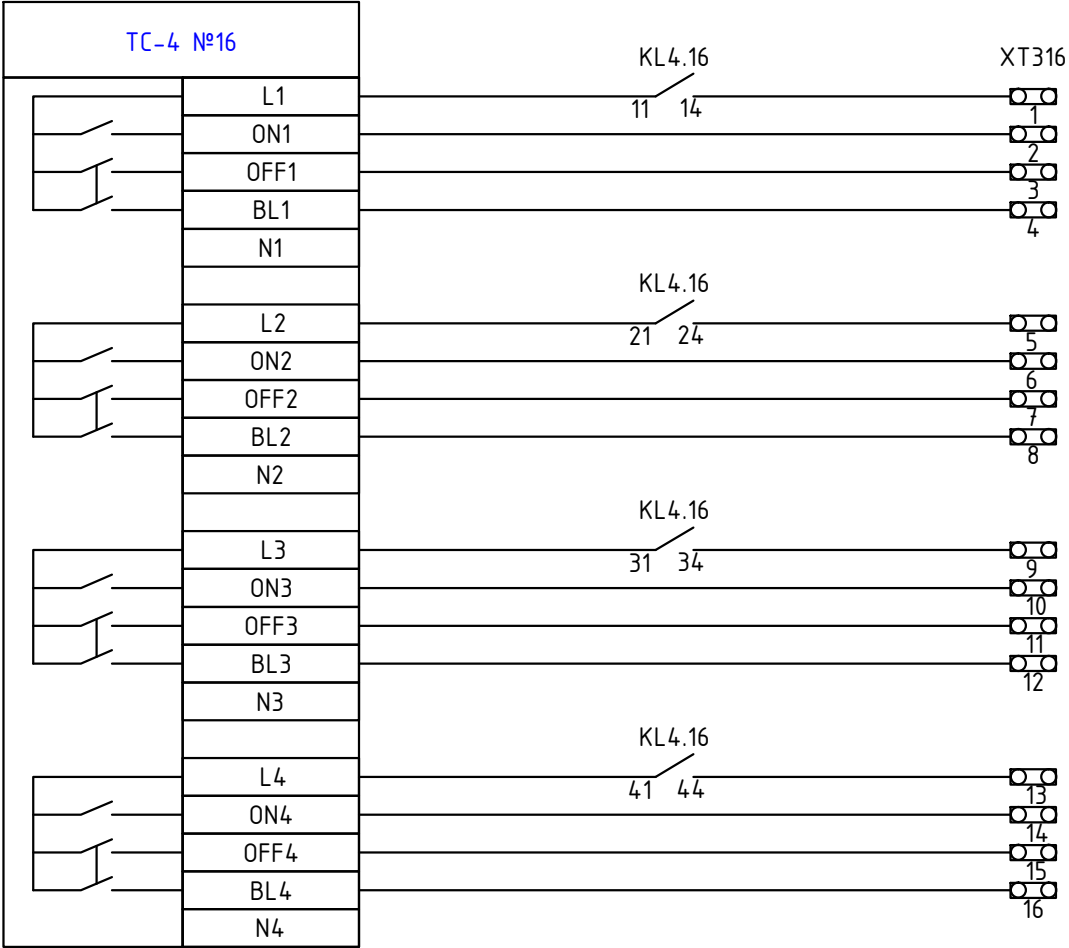 TC-4 №16
KL4.16
XT316
L1
11 14
1
ON1
2
OFF1
3
BL1
4
N1
KL4.16
L2
21 24
5
ON2
6
OFF2
7
BL2
8
N2
KL4.16
L3
31 34
9
ON3
10
OFF3
11
BL3
12
N3
KL4.16
L4
41 44
13
ON4
14
OFF4
15
BL4
16
N4